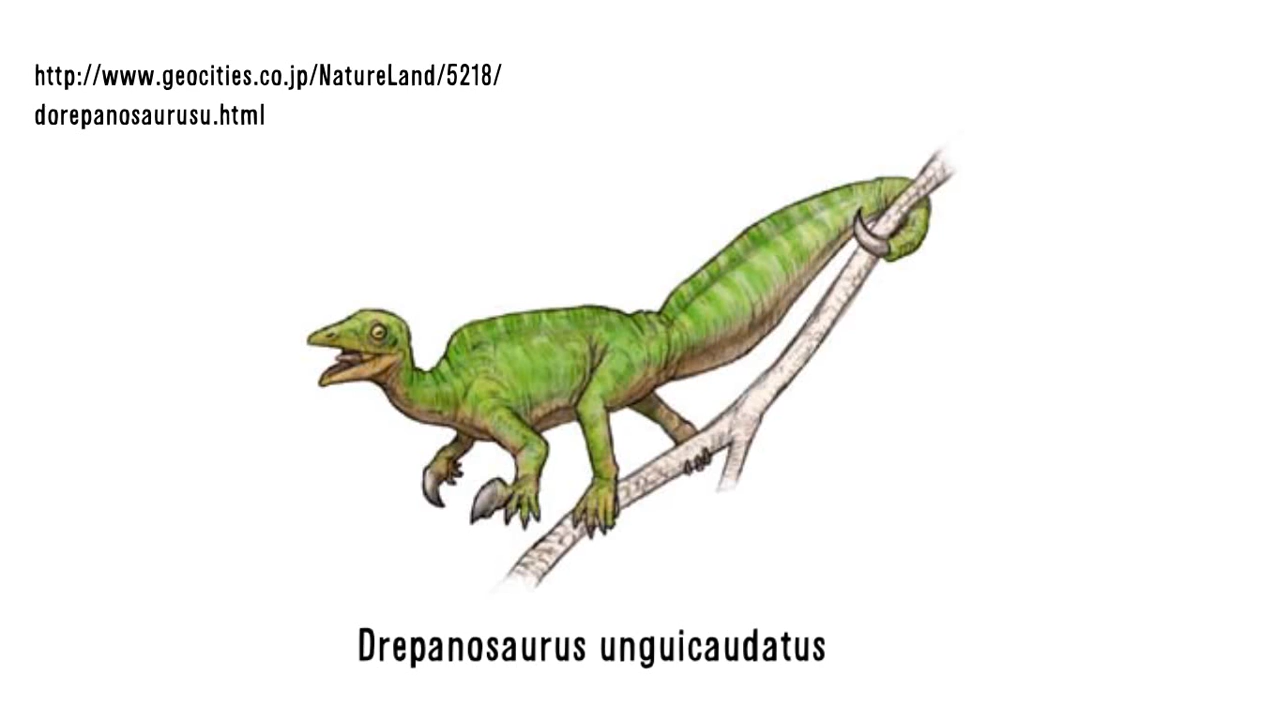 http://www.geocities.co.jp/NatureLand/5218/
dorepanosaurusu.html
Drepanosaurus unguicaudatus